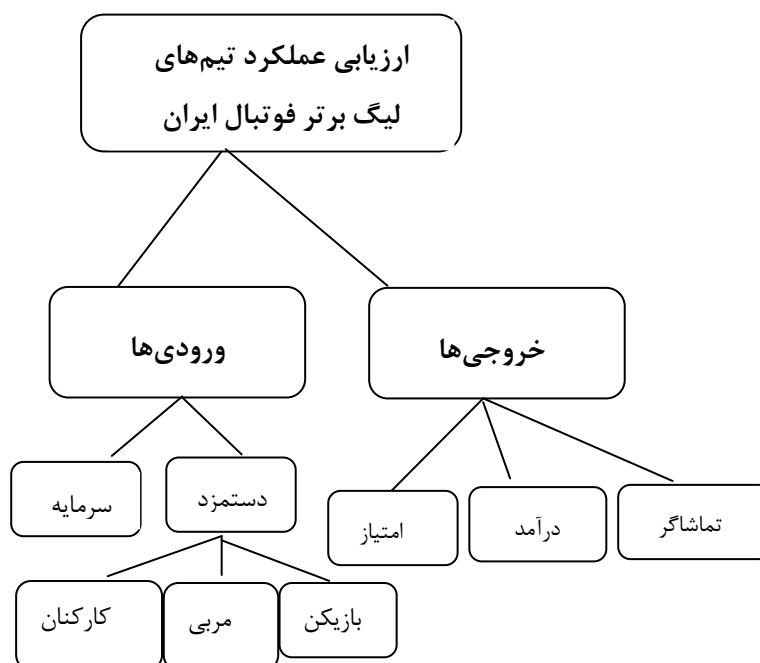 ارزیابی عملکرد تیم‌های
لیگ برتر فوتبال ایران
خروجی‌ها
ورودی‌ها
تماشاگر
درآمد
امتیاز
دستمزد
سرمایه
بازیکن
مربی
کارکنان